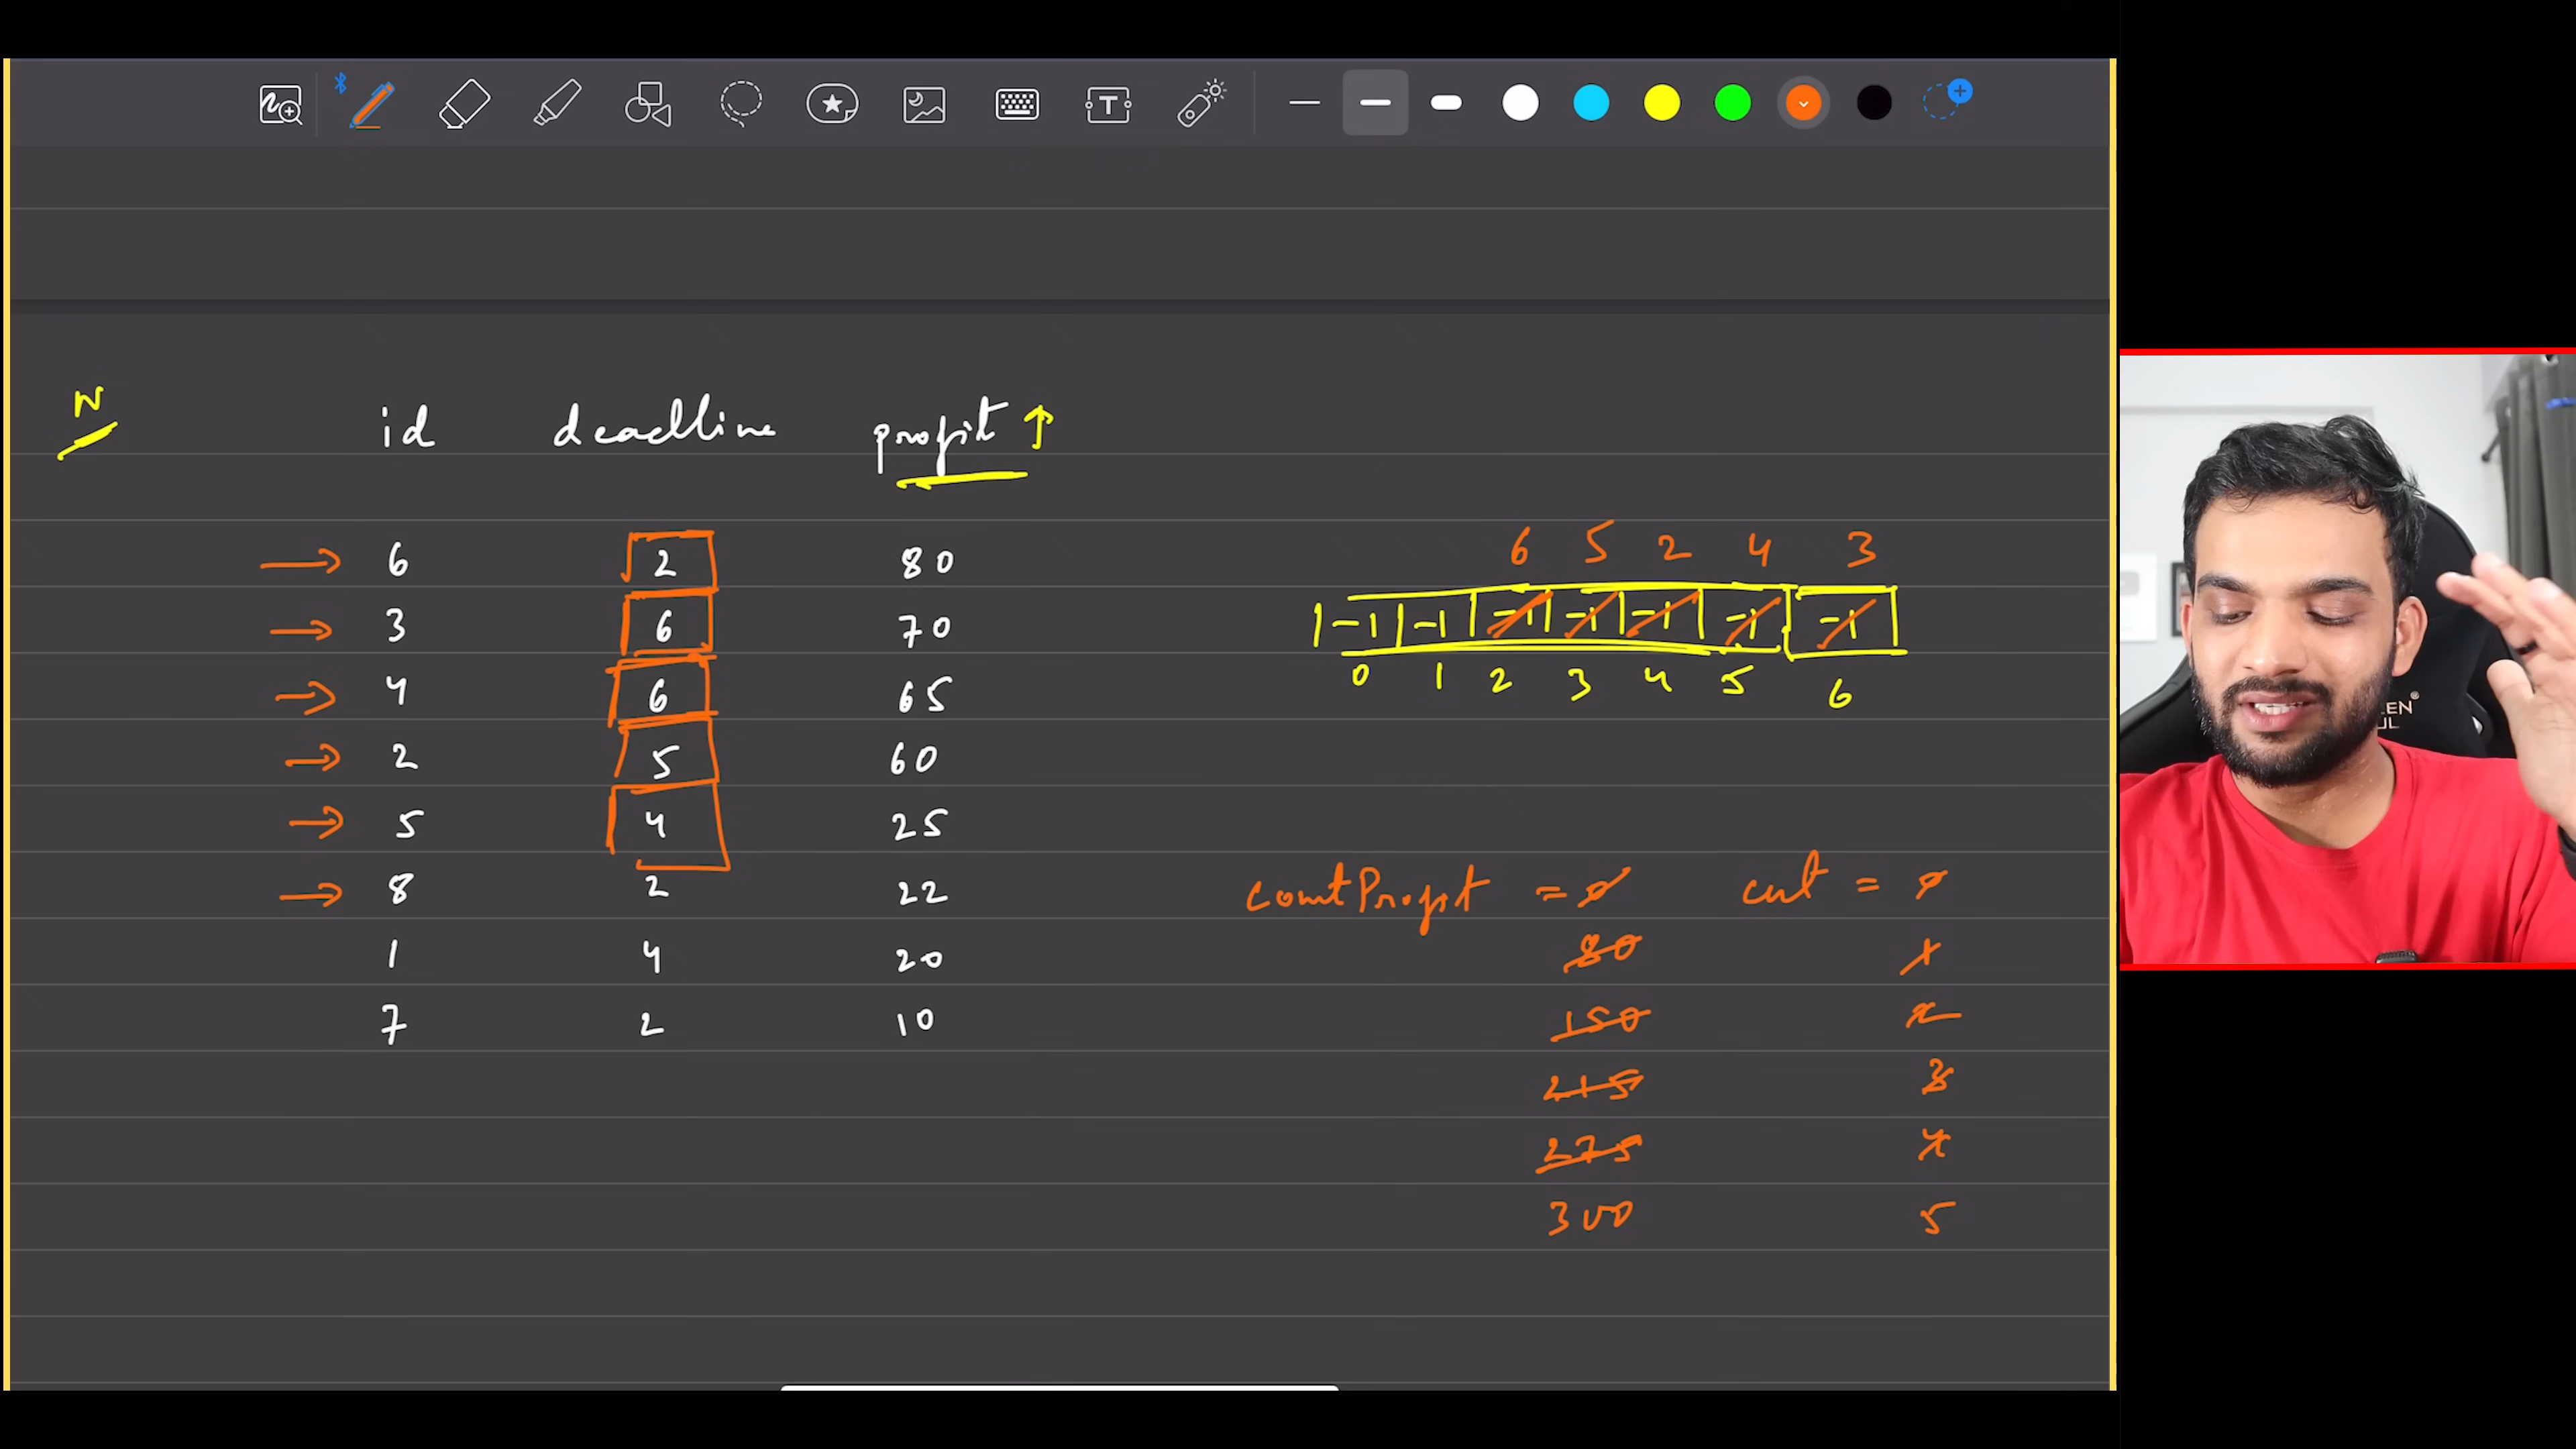 N
id deadline profit ↑
→ 6 2 80
→ 3 6 70
→ 4 6 65
→ 2 5 60
→ 5 4 25
→ 8 2 22
1 4 20
7 2 10
6 5 2 4 3
-1 -1 -1 -1 -1 -1 -1
0 1 2 3 4 5 6
countProfit = 0 cnt = 0
80 1
150 2
215 3
275 4
300 5
T